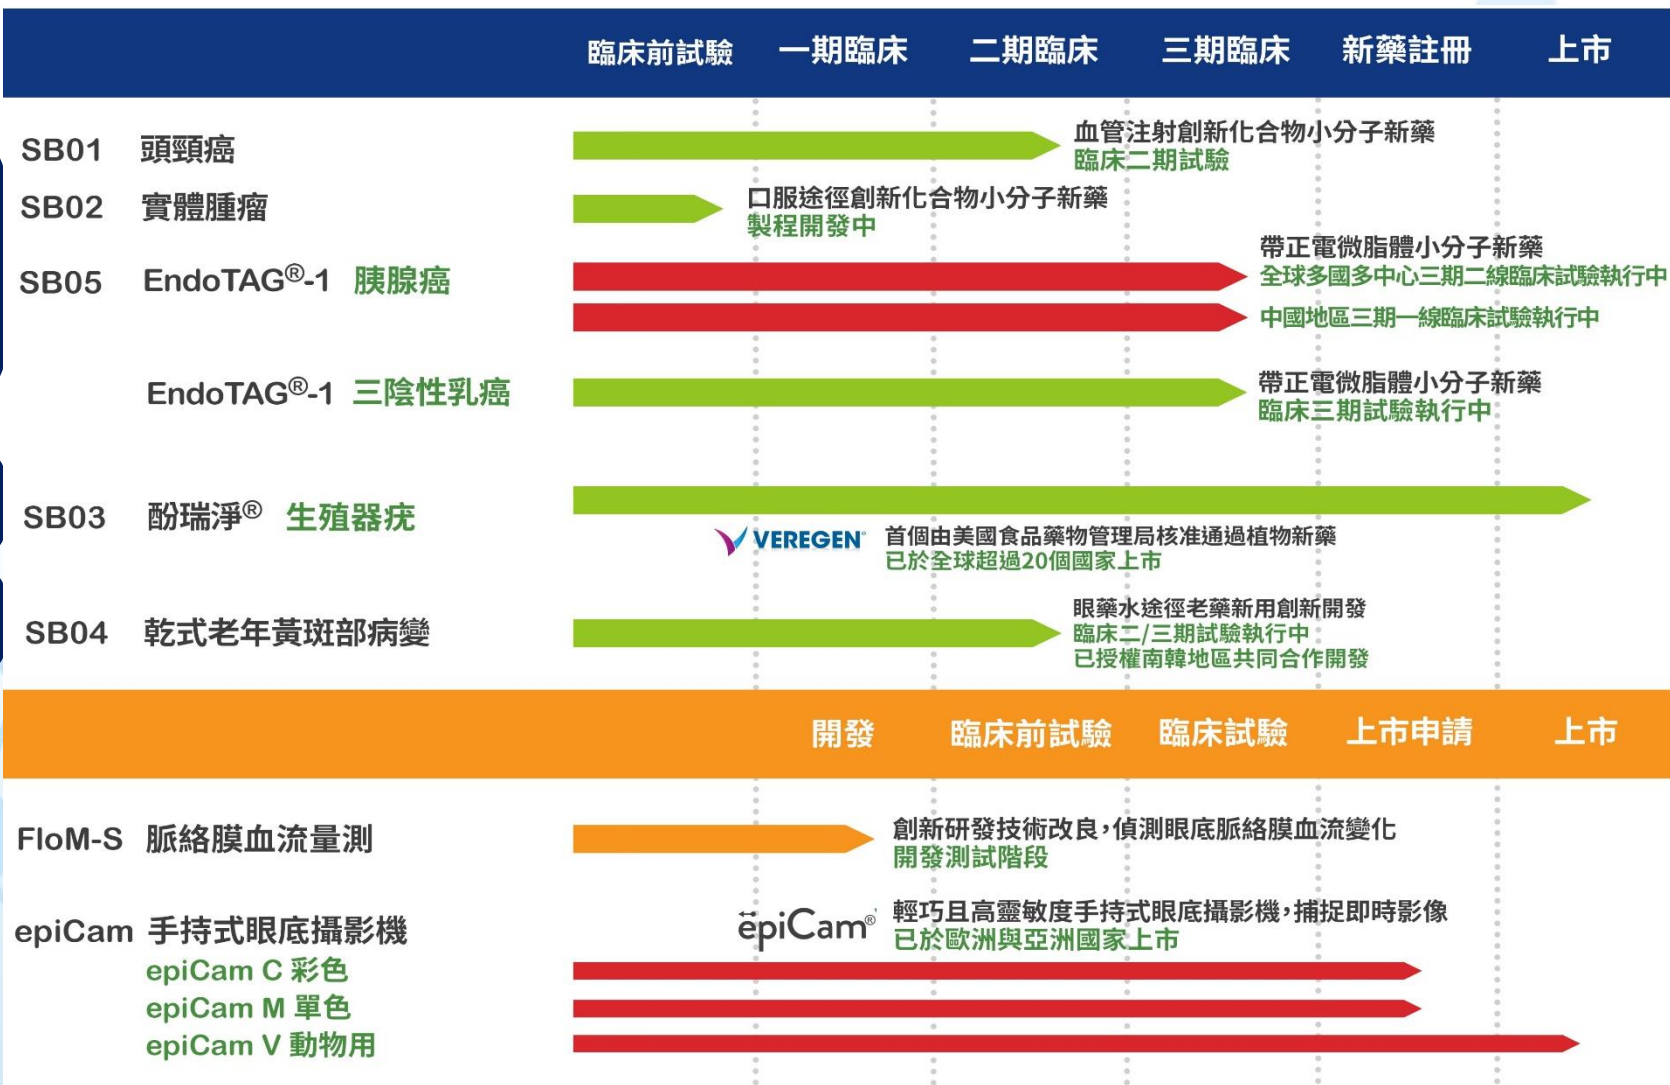 臨床前試驗 一期臨床 二期臨床 三期臨床 新藥註冊 上市
SB01 頭頸癌
血管注射創新化合物小分子新藥
臨床二期試驗
SB02 實體腫瘤
口服途徑創新化合物小分子新藥
製程開發中
SB05 EndoTAG®-1 胰腺癌
帶正電微脂體小分子新藥
全球多國多中心三期二線臨床試驗執行中
中國地區三期一線臨床試驗執行中
EndoTAG®-1 三陰性乳癌
帶正電微脂體小分子新藥
臨床三期試驗執行中
SB03 酚瑞淨® 生殖器疣
VEREGEN®
首個由美國食品藥物管理局核准通過植物新藥
已於全球超過20個國家上市
SB04 乾式老年黃斑部病變
眼藥水途徑老藥新用創新開發
臨床二/三期試驗執行中
已授權南韓地區共同合作開發
開發 臨床前試驗 臨床試驗 上市申請 上市
FloM-S 脈絡膜血流量測
創新研發技術改良，偵測眼底脈絡膜血流變化
開發測試階段
epiCam 手持式眼底攝影機
epiCam®
輕巧且高靈敏度手持式眼底攝影機，捕捉即時影像
已於歐洲與亞洲國家上市
epiCam C 彩色
epiCam M 單色
epiCam V 動物用